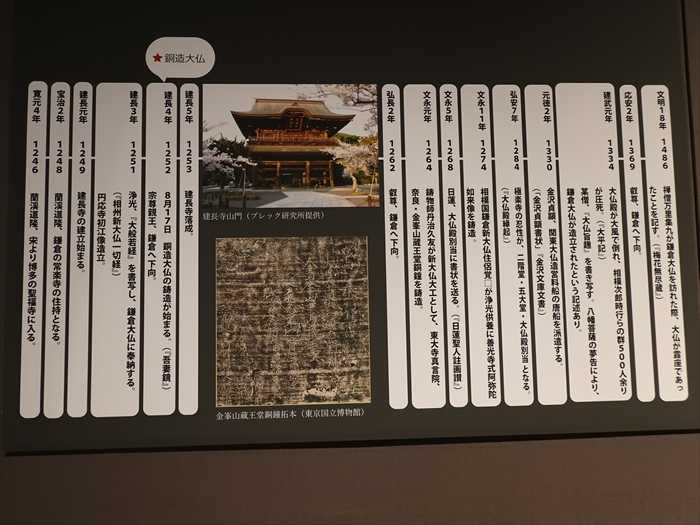 ★銅造大仏
寛元4年 1246 蘭溪道隆、宋より博多の聖福寺に入る。
宝治2年 1248 蘭溪道隆、鎌倉の常楽寺の住持となる。
建長元年 1249 建長寺の建立始まる。
建長3年 1251 浄光、『大般若経』を書写し、鎌倉大仏に奉納する。
(『相州新大仏一切経』)
円応寺初江像造立。
建長4年 1252 8月17日 銅造大仏の鋳造が始まる。(『吾妻鏡』)
宗尊親王、鎌倉へ下向。
建長5年 1253 建長寺落成。
建長寺山門(プレック研究所提供)
金峯山蔵王堂銅鐘拓本(東京国立博物館)
弘長2年 1262 叡尊、鎌倉へ下向。
文永元年 1264 鋳物師丹治久友が新大仏大工として、東大寺真言院、
奈良・金峯山蔵王堂銅鐘を鋳造。
文永5年 1268 日蓮、大仏殿別当に書状を送る。(『日蓮聖人註画讃』)
文永11年 1274 相模国鎌倉新大仏住侶覚□が浄光供養に善光寺式阿弥陀
如来像を鋳造。
弘安7年 1284 極楽寺の忍性が、二階堂・五大堂・大仏殿別当となる。
(『大仏殿縁起』)
元徳2年 1330 金沢貞顕、関東大仏造営料船の唐船を派遣する。
(『金沢貞顕書状』『金沢文庫文書』)
建武元年 1334 大仏殿が大風で倒れ、相模次郎時行らの群500人余り
が圧死。(『太平記』)
某僧、『大仏旨趣』を書き写す。八幡菩薩の夢告により、
鎌倉大仏が造立されたという記述あり。
応安2年 1369 叡尊、鎌倉へ下向。
文明18年 1486 禅僧万里集九が鎌倉大仏を訪れた際、大仏が露座であっ
たことを記す。(『梅花無尽蔵』)